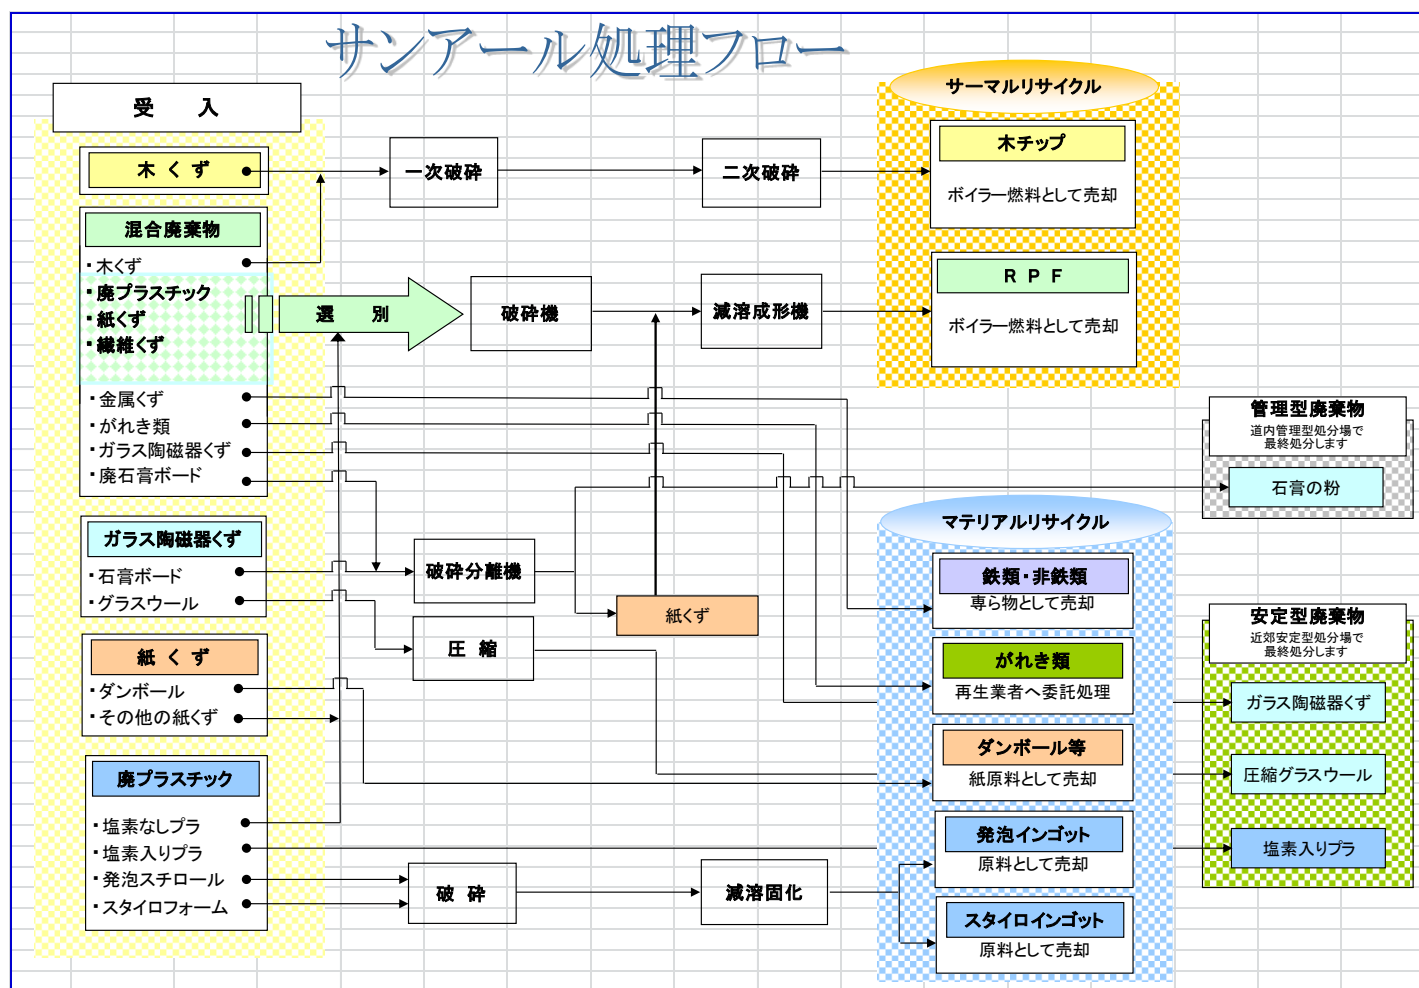 サンアール処理フロー
受　入
木くず
混合廃棄物
・木くず
・廃プラスチック
・紙くず
・繊維くず
・金属くず
・がれき類
・ガラス陶磁器くず
・廃石膏ボード
ガラス陶磁器くず
・石膏ボード
・グラスウール
紙くず
・ダンボール
・その他の紙くず
廃プラスチック
・塩素なしプラ
・塩素入りプラ
・発泡スチロール
・スタイロフォーム
一次破砕
二次破砕
選　別
破砕機
減溶成形機
破砕分離機
紙くず
圧　縮
破　砕
減溶固化
サーマルリサイクル
木チップ
ボイラー燃料として売却
ＲＰＦ
ボイラー燃料として売却
マテリアルリサイクル
鉄類・非鉄類
専ら物として売却
がれき類
再生業者へ委託処理
ダンボール等
紙原料として売却
発泡インゴット
原料として売却
スタイロインゴット
原料として売却
管理型廃棄物
道内管理型処分場で
最終処分します
石膏の粉
安定型廃棄物
近郊安定型処分場で
最終処分します
ガラス陶磁器くず
圧縮グラスウール
塩素入りプラ